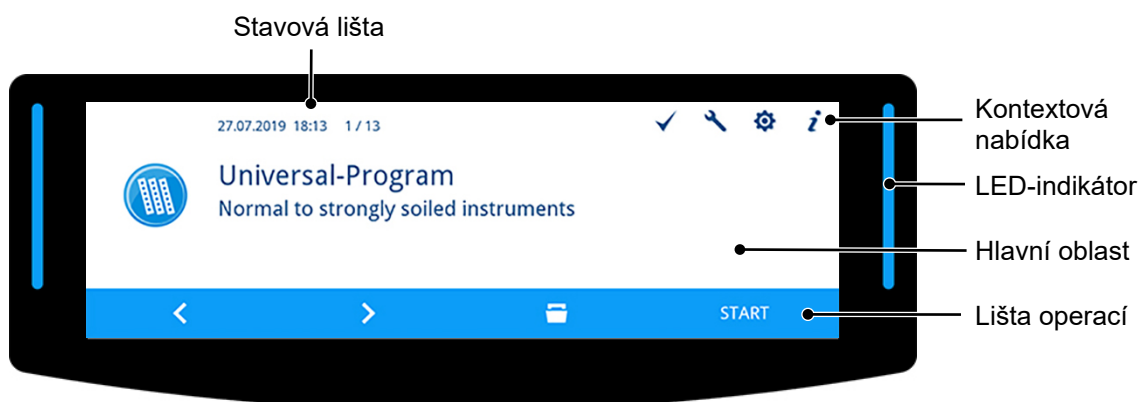 Stavová lišta
27.07.2019 18:13 1 / 13
Kontextová
nabídka
Universal-Program
Normal to strongly soiled instruments
LED-indikátor
Hlavní oblast
START
Lišta operací